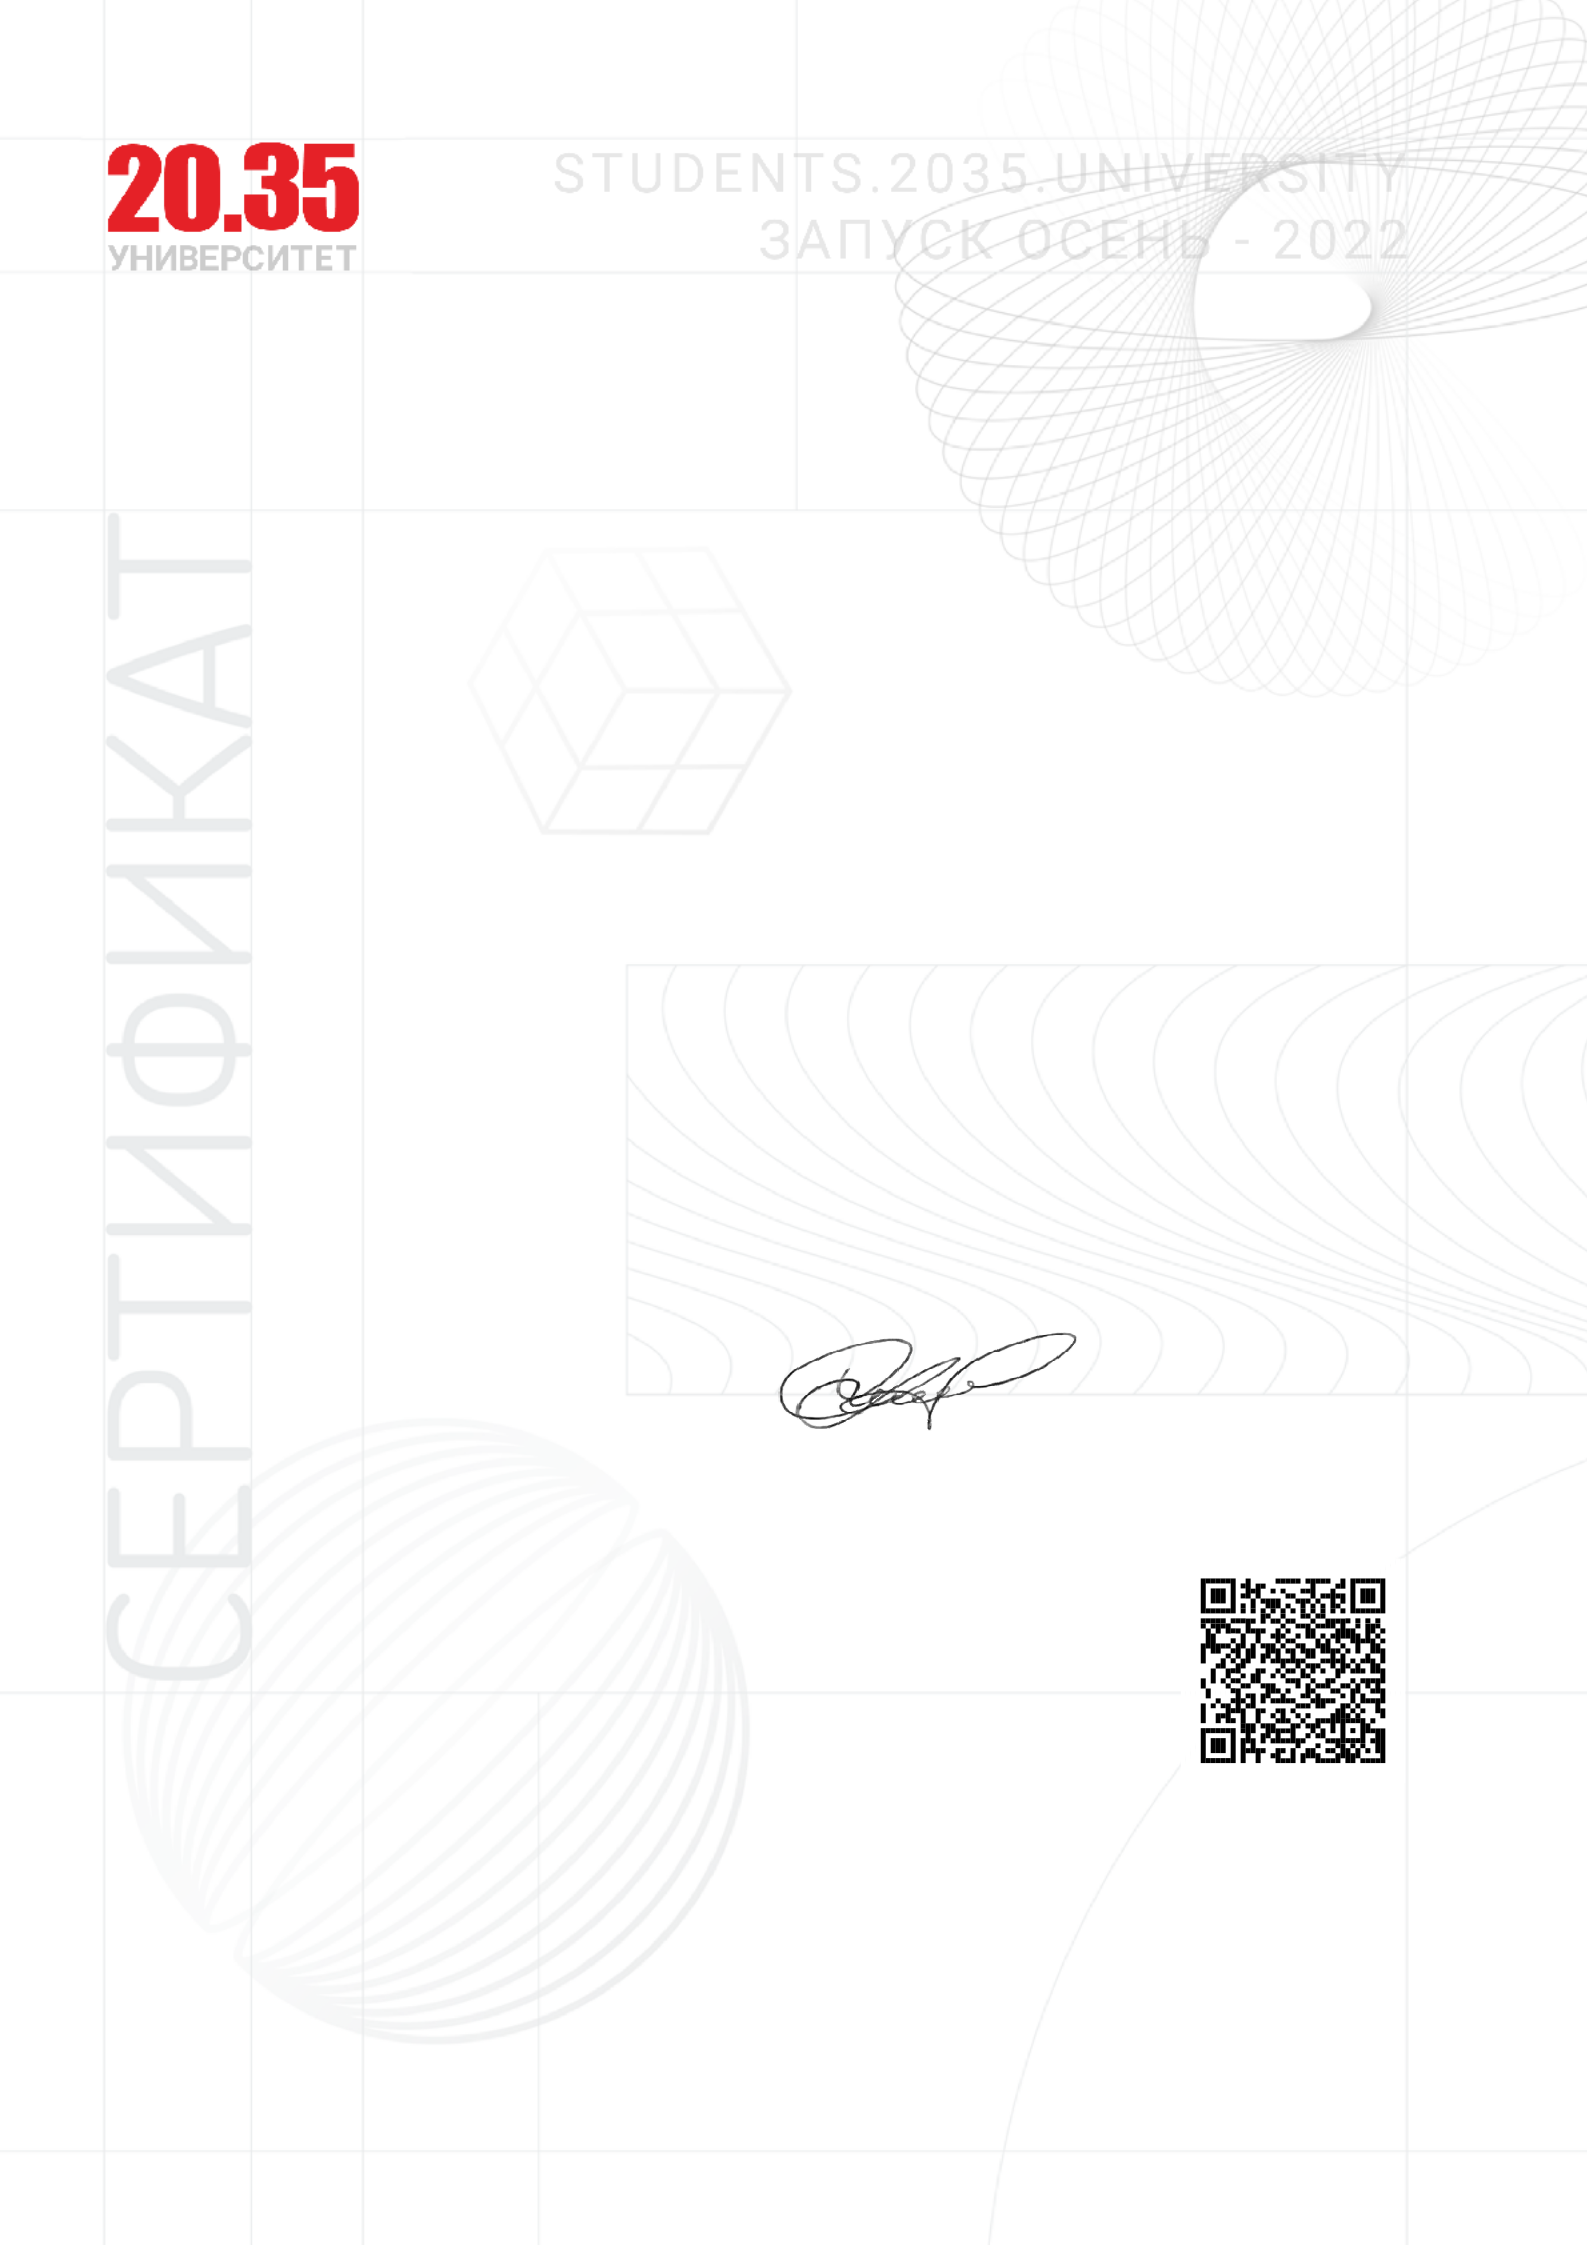 20.35
УНИВЕРСИТЕТ
STUDENTS.2035.UNIVERSITY
ЗАПУСК ОСЕНЬ - 2022
СЕРТИФИКАТ